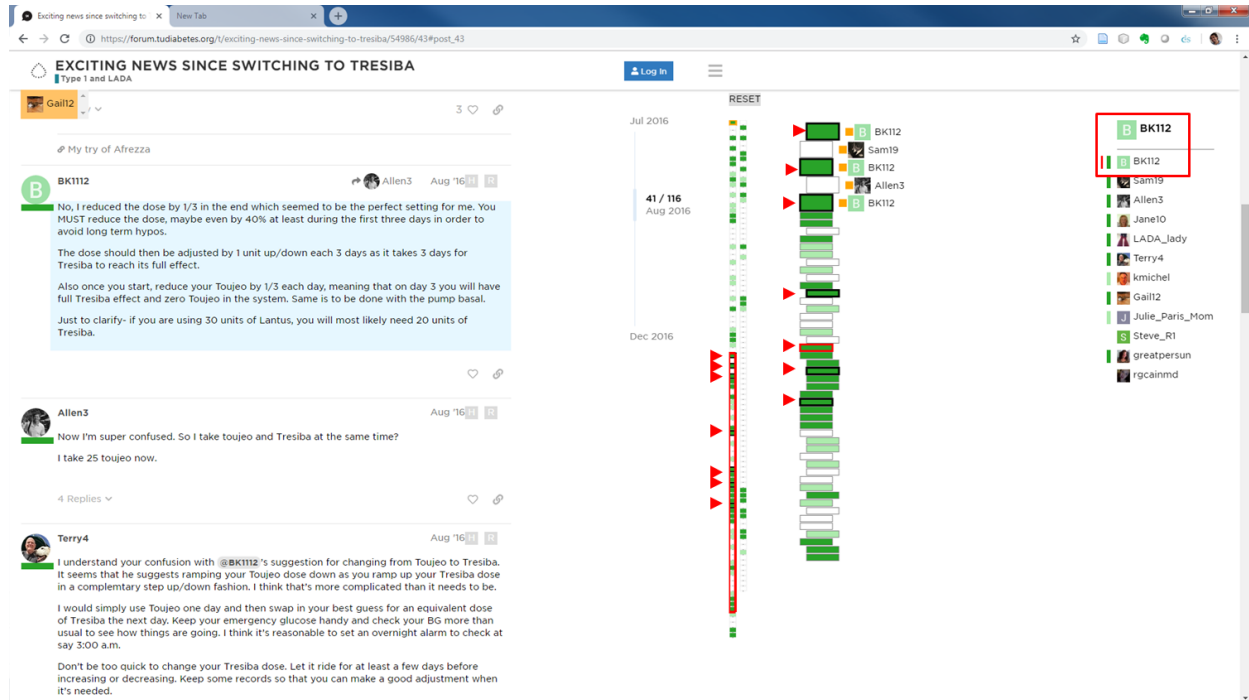 Exciting news since switching to
New Tab
https://forum.tudiabetes.org/t/exciting-news-since-switching-to-tresiba/54986/43#post_43
EXCITING NEWS SINCE SWITCHING TO TRESIBA
Type 1 and LADA
Log In
Gail12
3
My try of Afrezza
B
BK1112
Allen3
Aug '16 H R
No, I reduced the dose by 1/3 in the end which seemed to be the perfect setting for me. You
MUST reduce the dose, maybe even by 40% at least during the first three days in order to
avoid long term hypos.
The dose should then be adjusted by 1 unit up/down each 3 days as it takes 3 days for
Tresiba to reach its full effect.
Also once you start, reduce your Toujeo by 1/3 each day, meaning that on day 3 you will have
full Tresiba effect and zero Toujeo in the system. Same is to be done with the pump basal.
Just to clarify- if you are using 30 units of Lantus, you will most likely need 20 units of
Tresiba.
Allen3
Aug '16 H R
Now I'm super confused. So I take toujeo and Tresiba at the same time?
I take 25 toujeo now.
4 Replies
Terry4
Aug '16 H R
I understand your confusion with @BK1112 's suggestion for changing from Toujeo to Tresiba.
It seems that he suggests ramping your Toujeo dose down as you ramp up your Tresiba dose
in a complemtary step up/down fashion. I think that's more complicated than it needs to be.
I would simply use Toujeo one day and then swap in your best guess for an equivalent dose
of Tresiba the next day. Keep your emergency glucose handy and check your BG more than
usual to see how things are going. I think it's reasonable to set an overnight alarm to check at
say 3:00 a.m.
Don't be too quick to change your Tresiba dose. Let it ride for at least a few days before
increasing or decreasing. Keep some records so that you can make a good adjustment when
it's needed.
RESET
Jul 2016
41 / 116
Aug 2016
Dec 2016
B BK112
Sam19
B BK112
Allen3
B BK112
B BK112
B BK112
Sam19
Allen3
Jane10
LADA_lady
Terry4
kmichel
Gail12
J Julie_Paris_Mom
S Steve_R1
greatpersun
rgcainmd